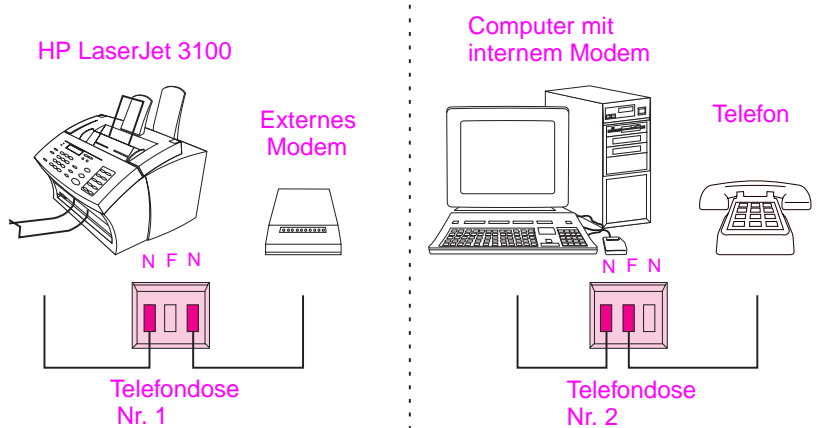 HP LaserJet 3100
Externes
Modem
N F N
Telefondose
Nr. 1
Computer mit
internem Modem
Telefon
N F N
Telefondose
Nr. 2